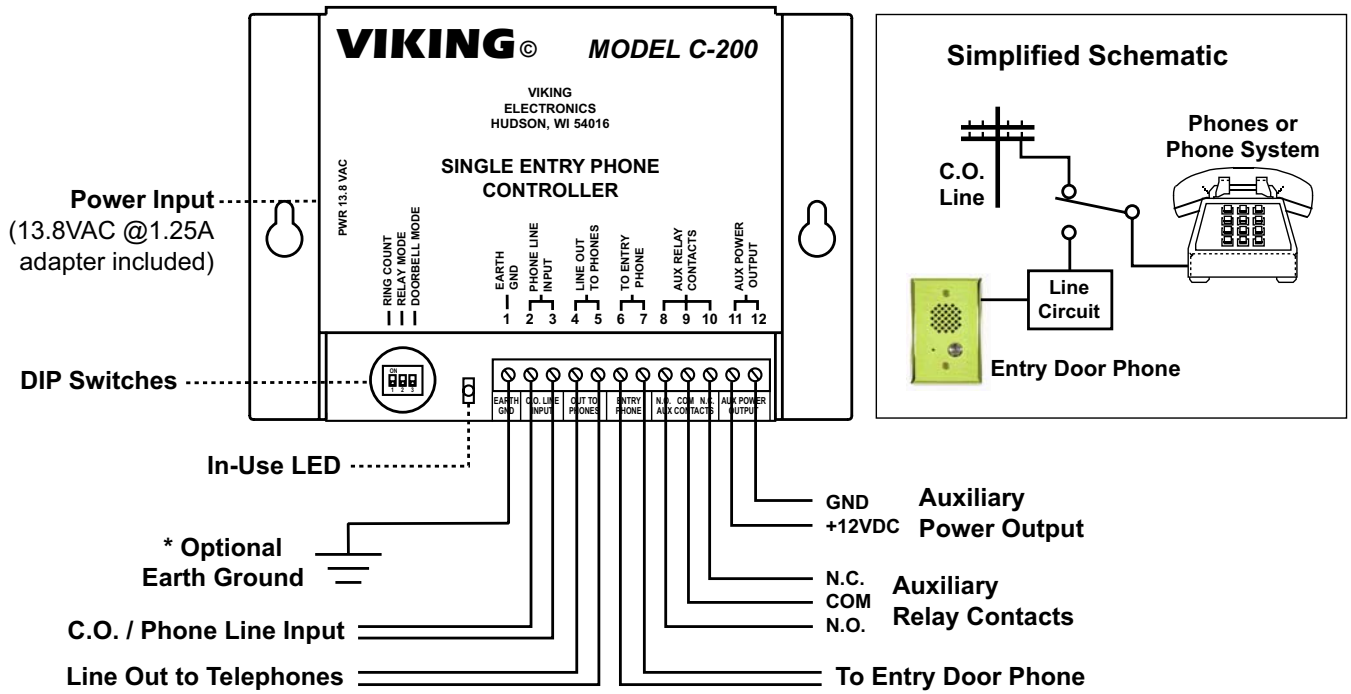 VIKING© MODEL C-200
VIKING
ELECTRONICS
HUDSON, WI 54016
SINGLE ENTRY PHONE
CONTROLLER
PWR 13.8 VAC
Power Input
(13.8VAC @1.25A
adapter included)
RING COUNT
RELAY MODE
DOORBELL MODE
EARTH
GND
PHONE LINE
INPUT
LINE OUT
TO PHONES
TO ENTRY
PHONE
AUX RELAY
CONTACTS
AUX POWER
OUTPUT
1 2 3 4 5 6 7 8 9 10 11 12
DIP Switches
ON
1 2 3
EARTH
GND
C.O. LINE
INPUT
OUT TO
PHONES
ENTRY
PHONE
N.O. COM N.C.
AUX CONTACTS
AUX POWER
OUTPUT
In-Use LED
* Optional
Earth Ground
C.O. / Phone Line Input
Line Out to Telephones
GND
+12VDC
Auxiliary
Power Output
N.C.
COM
N.O.
Auxiliary
Relay Contacts
To Entry Door Phone
Simplified Schematic
C.O.
Line
Phones or
Phone System
Line
Circuit
Entry Door Phone